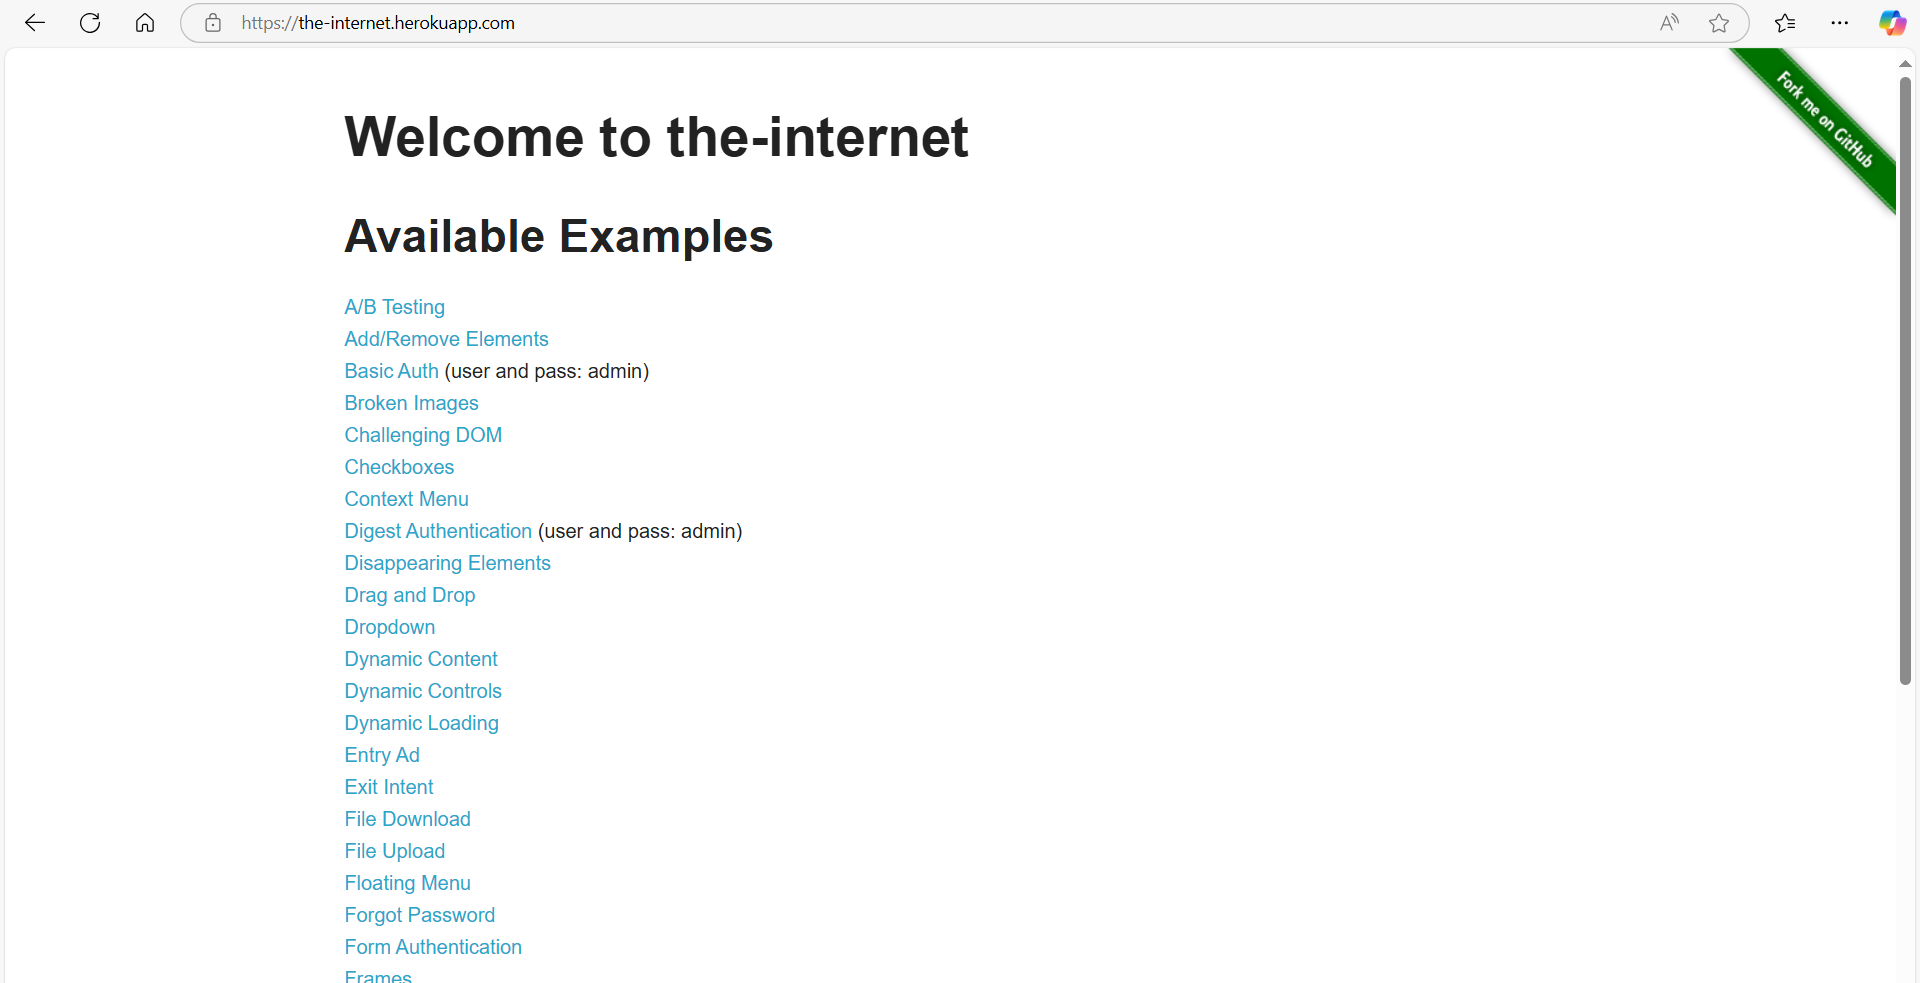 https://the-internet.herokuapp.com
Fork me on GitHub
Welcome to the-internet
Available Examples
A/B Testing
Add/Remove Elements
Basic Auth (user and pass: admin)
Broken Images
Challenging DOM
Checkboxes
Context Menu
Digest Authentication (user and pass: admin)
Disappearing Elements
Drag and Drop
Dropdown
Dynamic Content
Dynamic Controls
Dynamic Loading
Entry Ad
Exit Intent
File Download
File Upload
Floating Menu
Forgot Password
Form Authentication
Frames